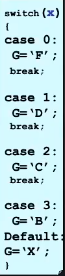 switch(x)
{
case 0:
G=‘F’;
break;
case 1:
G=‘D’;
break;
case 2:
G=‘C’;
break;
case 3:
G=‘B’;
Default:
G=‘X’;
}